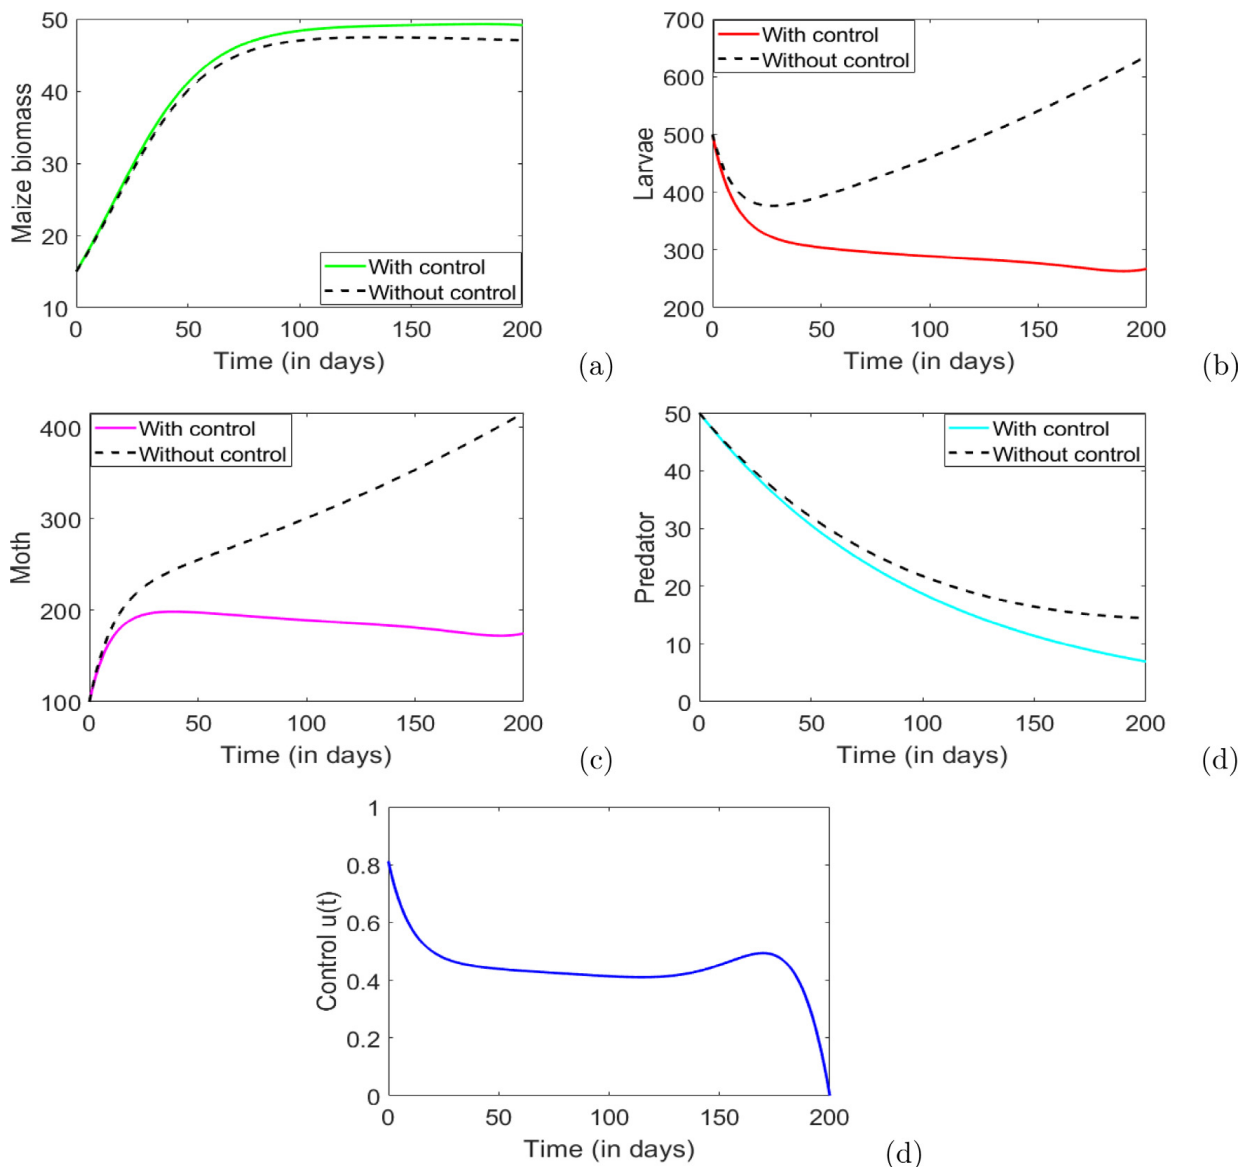 50
40
30
20
10
Maize biomass
With control
Without control
0 50 100 150 200
Time (in days)
(a)
700
600
500
400
300
200
Larvae
With control
Without control
0 50 100 150 200
Time (in days)
(b)
400
300
200
100
Moth
With control
Without control
0 50 100 150 200
Time (in days)
(c)
50
40
30
20
10
0
Predator
With control
Without control
0 50 100 150 200
Time (in days)
(d)
1
0.8
0.6
0.4
0.2
0
Control u(t)
0 50 100 150 200
Time (in days)
(d)